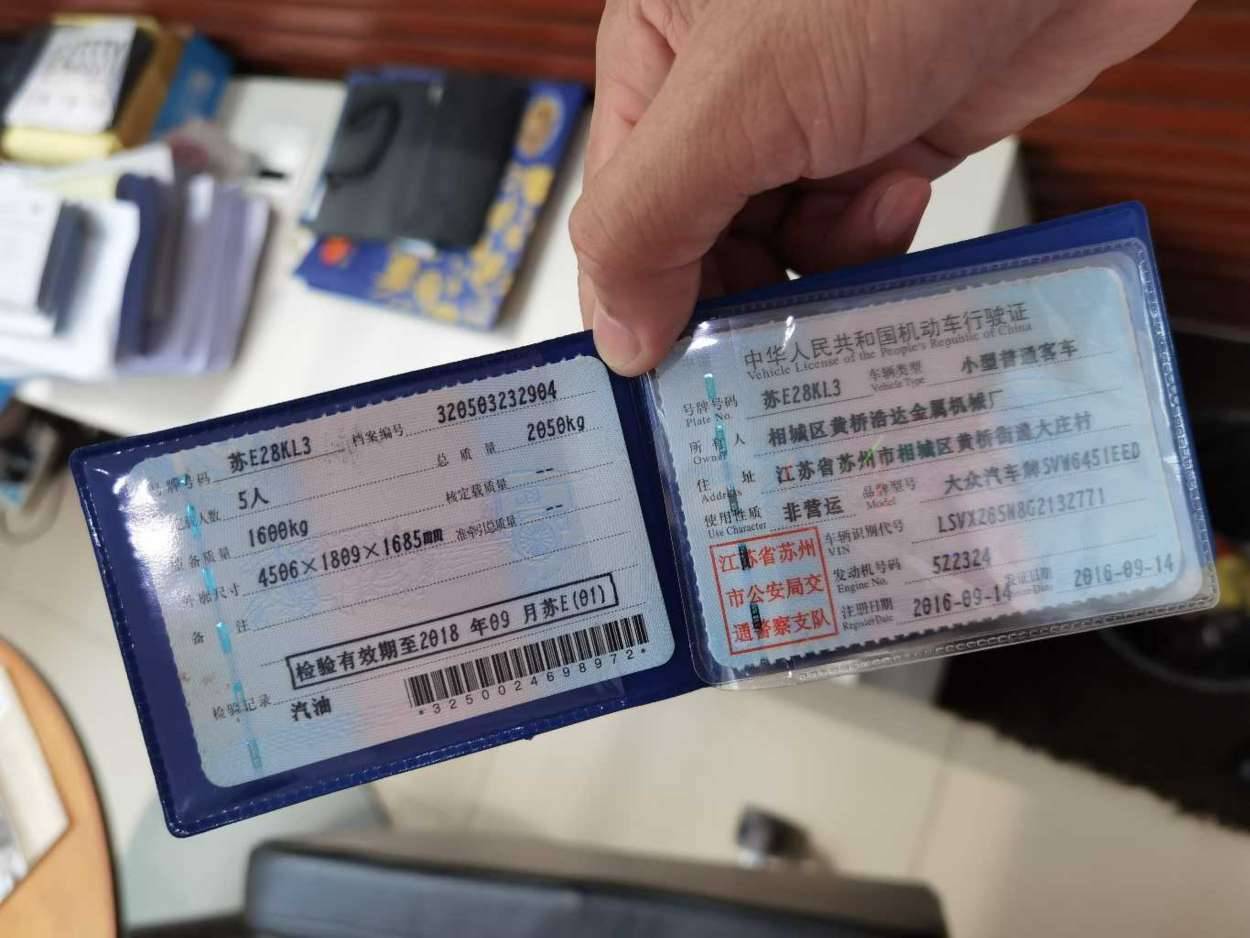 号牌号码 苏E28KL3 档案编号 320503232904
人数 5人 总质量 2050kg
备质量 1600kg 核定载质量 --
外廓尺寸 4506×1809×1685mm 准牵引总质量 --
备注
检验有效期至2018年09月苏E(01)
检验记录 汽油
*3250024698972*
中华人民共和国机动车行驶证
Vehicle License of the People's Republic of China
号牌号码 苏E28KL3 车辆类型 小型普通客车
Plate No. Vehicle Type
所有人 相城区黄桥浩达金属机械厂
Owner
住址 江苏省苏州市相城区黄桥街道大庄村
Address
使用性质 非营运 品牌型号 大众汽车牌SVW6451EED
Use Character Model
车辆识别代号 LSVX265N8G2132771
VIN
发动机号码 522324
Engine No.
注册日期 2016-09-14 发证日期 2016-09-14
Register Date
江苏省苏州
市公安局交
通警察支队